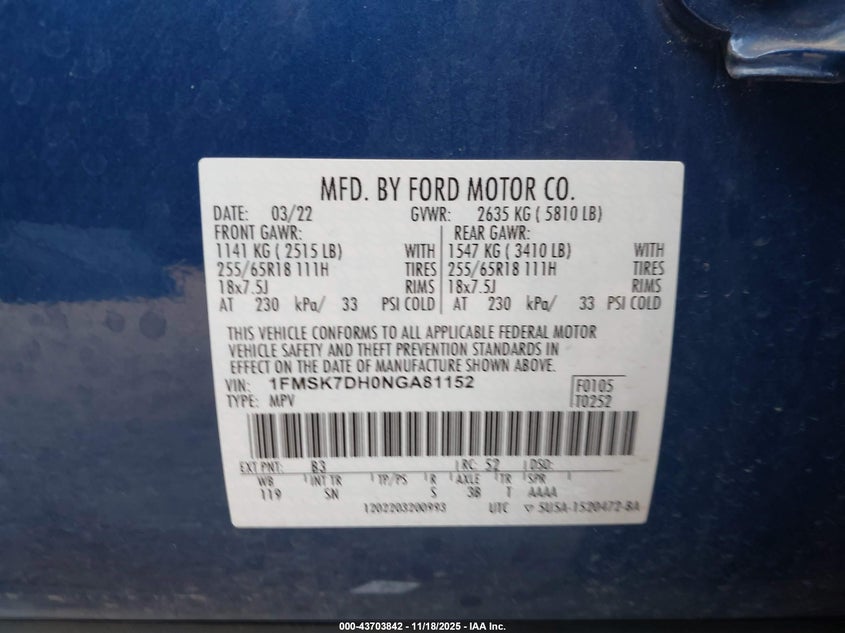 MFD. BY FORD MOTOR CO.
DATE: 03/22 GVWR: 2635 KG ( 5810 LB)
FRONT GAWR: REAR GAWR:
1141 KG ( 2515 LB) WITH 1547 KG ( 3410 LB) WITH
255/65R18 111H TIRES 255/65R18 111H TIRES
18x7.5J RIMS 18x7.5J RIMS
AT 230 kPa/ 33 PSI COLD AT 230 kPa/ 33 PSI COLD
THIS VEHICLE CONFORMS TO ALL APPLICABLE FEDERAL MOTOR
VEHICLE SAFETY AND THEFT PREVENTION STANDARDS IN
EFFECT ON THE DATE OF MANUFACTURE SHOWN ABOVE.
VIN: 1FMSK7DH0NGA81152 F0105
TYPE: MPV T0252
EXT PNT: B3 RC: 52 DSO:
WB INT TR TP/PS R AXLE TR SPR
119 SN S 3B T AAAA
1202203200993 UTC ▽ 5U5A-1520472-BA
000-43703842 - 11/18/2025 - IAA Inc.